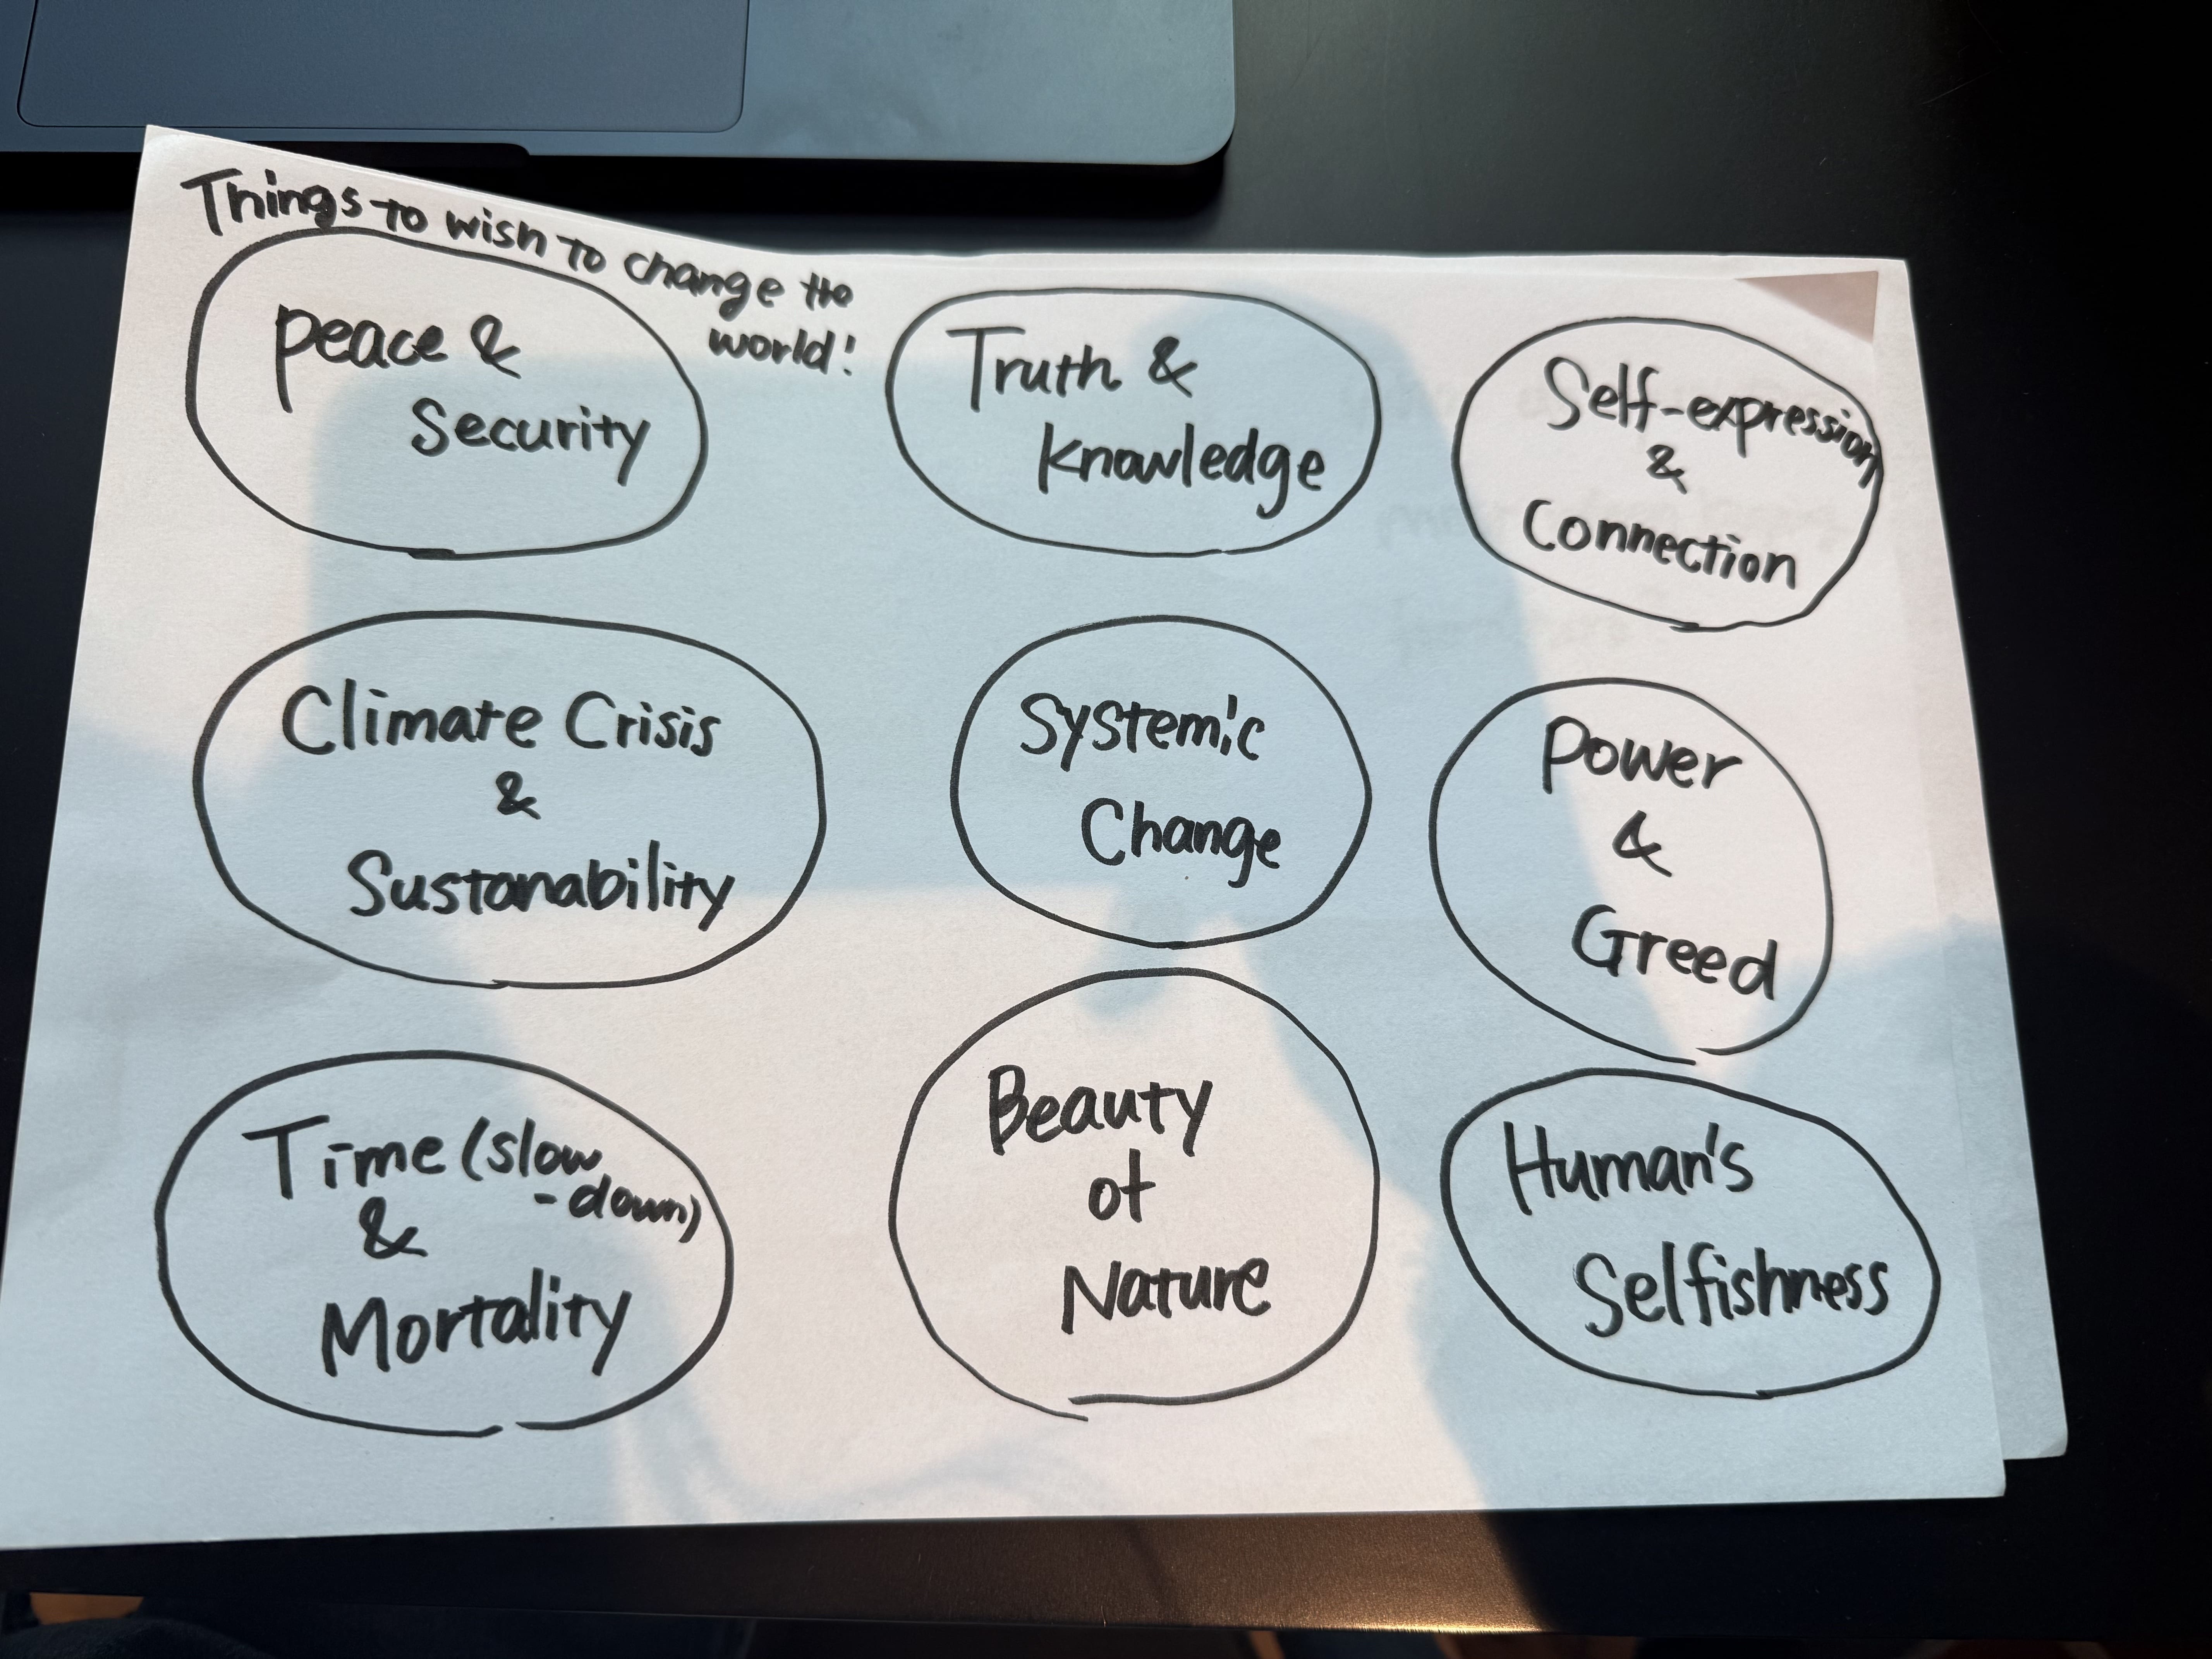 Things to wish to change the
world!
Peace &
Security
Truth &
Knowledge
Self-expression
&
Connection
Climate Crisis
&
Sustanability
Systemic
Change
Power
&
Greed
Time (slow
-down)
&
Mortality
Beauty
of
Nature
Human's
Selfishness